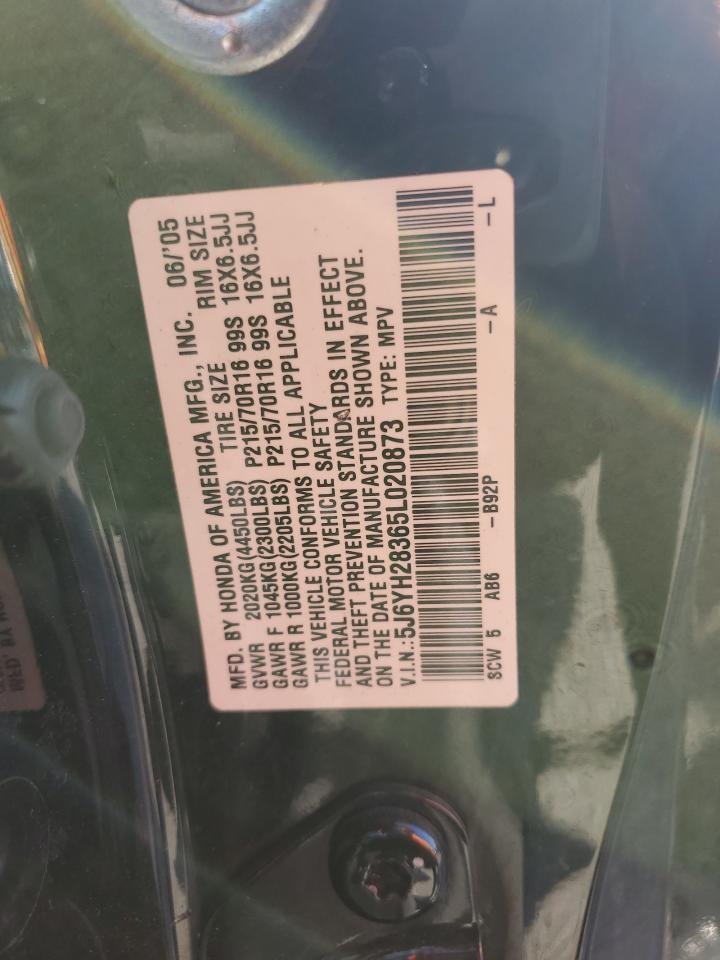 MFD. BY HONDA OF AMERICA MFG., INC. 06/'05
GVWR 2020KG(4450LBS) TIRE SIZE RIM SIZE
GAWR F 1045KG(2300LBS) P215/70R16 99S 16X6.5JJ
GAWR R 1000KG(2205LBS) P215/70R16 99S 16X6.5JJ
THIS VEHICLE CONFORMS TO ALL APPLICABLE
FEDERAL MOTOR VEHICLE SAFETY
AND THEFT PREVENTION STANDARDS IN EFFECT
ON THE DATE OF MANUFACTURE SHOWN ABOVE.
V.I.N.:5J6YH28365L020873 TYPE: MPV
SCW 5 AB6 -B92P -A -L